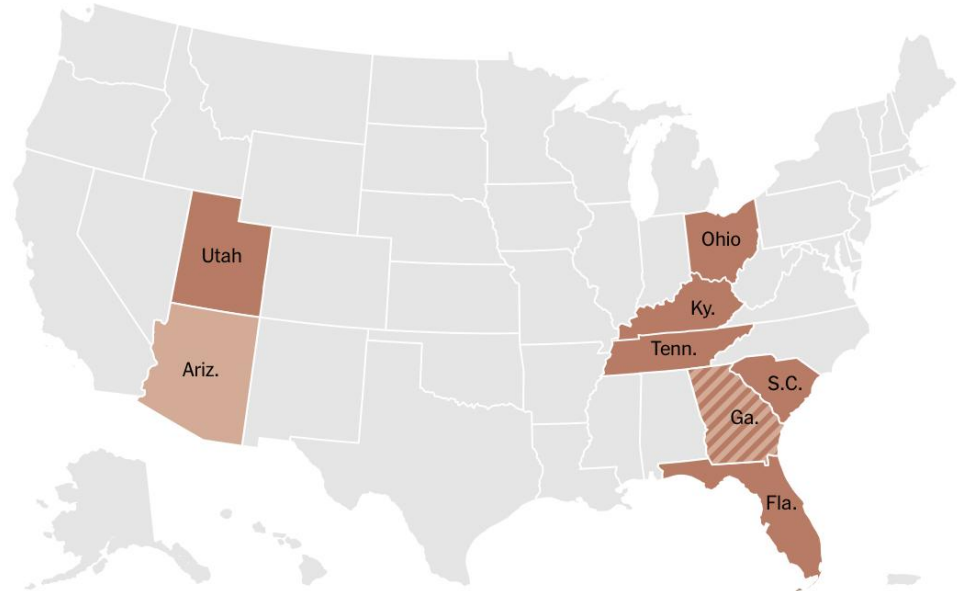 Ohio
Utah
Ky.
Tenn.
Ariz.
S.C.
Ga.
Fla.